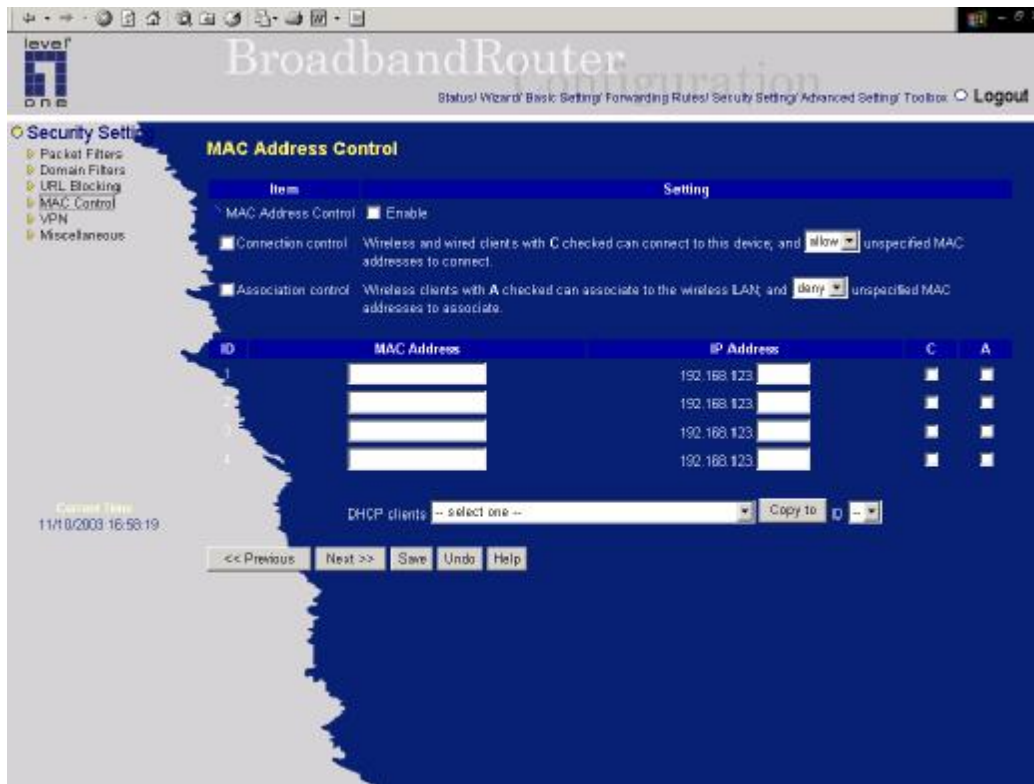 level
one
BroadbandRouter
Configuration
Status/ Wizard/ Basic Setting/ Forwarding Rules/ Security Setting/ Advanced Setting/ Toolbox Logout
Security Setting
Packet Filters
Domain Filters
URL Blocking
MAC Control
VPN
Miscellaneous
MAC Address Control
Item Setting
MAC Address Control Enable
Connection control Wireless and wired clients with C checked can connect to this device; and allow unspecified MAC
addresses to connect.
Association control Wireless clients with A checked can associate to the wireless LAN; and deny unspecified MAC
addresses to associate.
ID MAC Address IP Address C A
1 192.168.123.
2 192.168.123.
3 192.168.123.
4 192.168.123.
Current Time
11/10/2003 16:58:19
DHCP clients -- select one -- Copy to ID --
<< Previous Next >> Save Undo Help